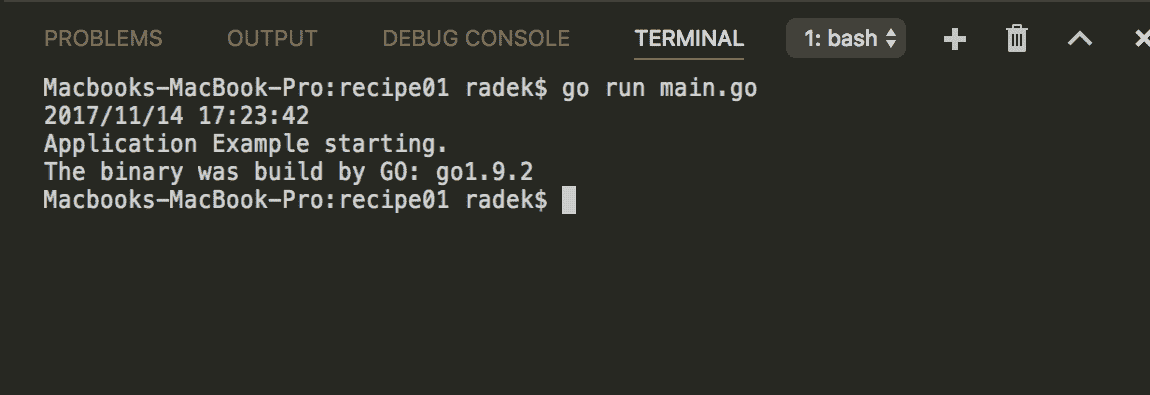 PROBLEMS OUTPUT DEBUG CONSOLE TERMINAL 1: bash
Macbooks-MacBook-Pro:recipe01 radek$ go run main.go
2017/11/14 17:23:42
Application Example starting.
The binary was build by GO: go1.9.2
Macbooks-MacBook-Pro:recipe01 radek$